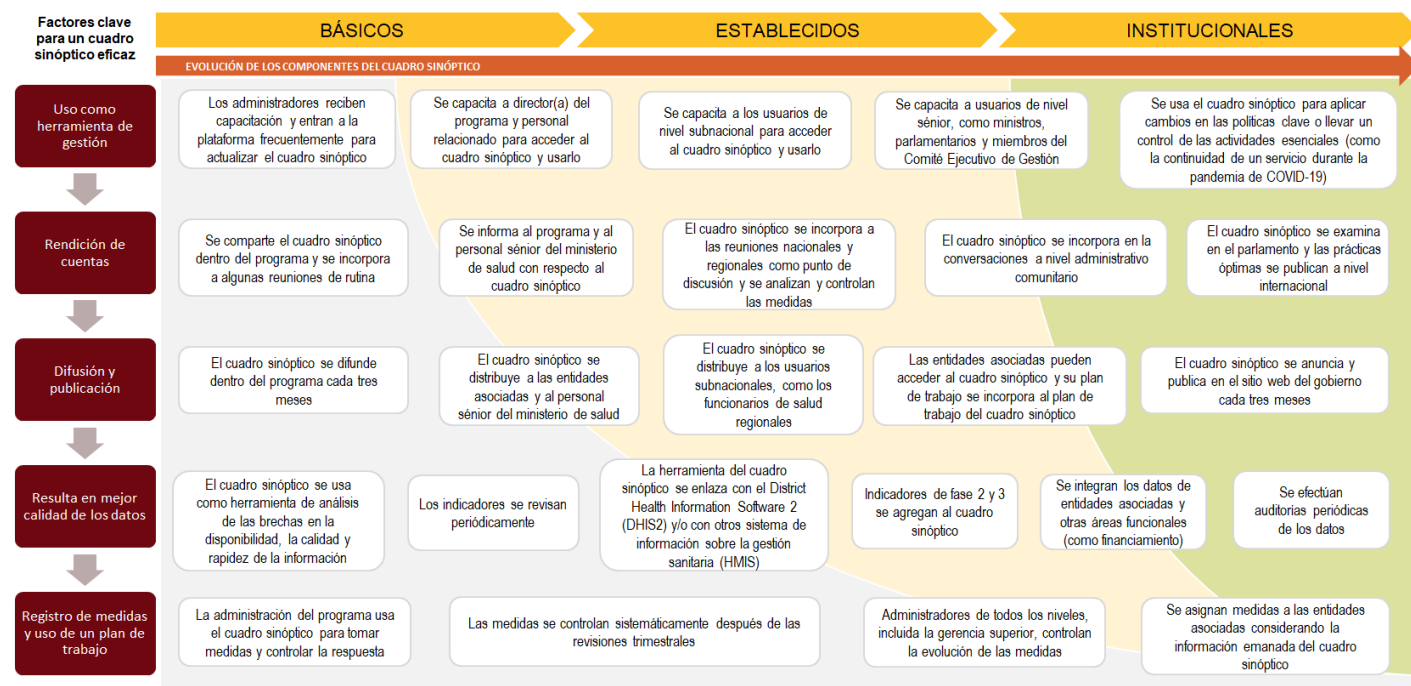 Factores clave
para un cuadro
sinóptico eficaz
BÁSICOS
ESTABLECIDOS
INSTITUCIONALES
EVOLUCIÓN DE LOS COMPONENTES DEL CUADRO SINÓPTICO
Uso como
herramienta de
gestión
Los administradores reciben
capacitación y entran a la
plataforma frecuentemente para
actualizar el cuadro sinóptico
Se capacita a director(a) del
programa y personal
relacionado para acceder al
cuadro sinóptico y usarlo
Se capacita a los usuarios de
nivel subnacional para acceder
al cuadro sinóptico y usarlo
Se capacita a usuarios de nivel
sénior, como ministros,
parlamentarios y miembros del
Comité Ejecutivo de Gestión
Se usa el cuadro sinóptico para aplicar
cambios en las políticas clave o llevar un
control de las actividades esenciales (como
la continuidad de un servicio durante la
pandemia de COVID-19)
Rendición de
cuentas
Se comparte el cuadro sinóptico
dentro del programa y se incorpora
a algunas reuniones de rutina
Se informa al programa y al
personal sénior del ministerio
de salud con respecto al
cuadro sinóptico
El cuadro sinóptico se incorpora a
las reuniones nacionales y
regionales como punto de
discusión y se analizan y controlan
las medidas
El cuadro sinóptico se incorpora en la
conversaciones a nivel administrativo
comunitario
El cuadro sinóptico se examina
en el parlamento y las prácticas
óptimas se publican a nivel
internacional
Difusión y
publicación
El cuadro sinóptico se difunde
dentro del programa cada tres
meses
El cuadro sinóptico se
distribuye a las entidades
asociadas y al personal
sénior del ministerio de salud
El cuadro sinóptico se
distribuye a los usuarios
subnacionales, como los
funcionarios de salud
regionales
Las entidades asociadas pueden
acceder al cuadro sinóptico y su plan
de trabajo se incorpora al plan de
trabajo del cuadro sinóptico
El cuadro sinóptico se anuncia y
publica en el sitio web del gobierno
cada tres meses
Resulta en mejor
calidad de los datos
El cuadro sinóptico se usa
como herramienta de análisis
de las brechas en la
disponibilidad, la calidad y
rapidez de la información
Los indicadores se revisan
periódicamente
La herramienta del cuadro
sinóptico se enlaza con el District
Health Information Software 2
(DHIS2) y/o con otros sistema de
información sobre la gestión
sanitaria (HMIS)
Indicadores de fase 2 y 3
se agregan al cuadro
sinóptico
Se integran los datos de
entidades asociadas y
otras áreas funcionales
(como financiamiento)
Se efectúan
auditorías periódicas
de los datos
Registro de medidas
y uso de un plan de
trabajo
La administración del programa usa
el cuadro sinóptico para tomar
medidas y controlar la respuesta
Las medidas se controlan sistemáticamente después de las
revisiones trimestrales
Administradores de todos los niveles,
incluida la gerencia superior, controlan
la evolución de las medidas
Se asignan medidas a las entidades
asociadas considerando la
información emanada del cuadro
sinóptico